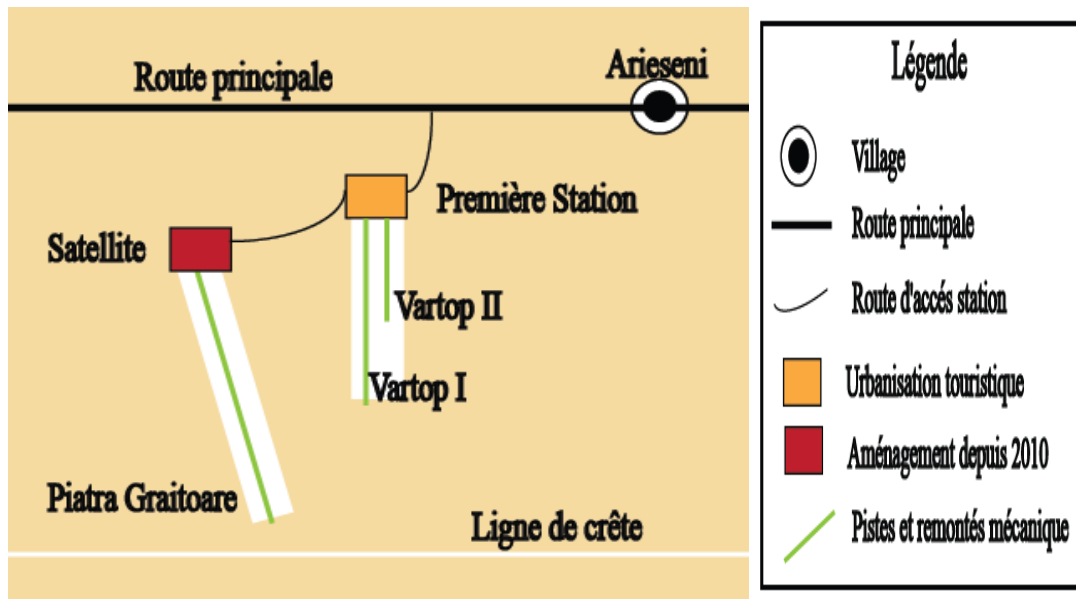 Arieseni
Route principale
Première Station
Satellite
Vartop II
Vartop I
Piatra Graitoare
Ligne de crête
Légende
Village
Route principale
Route d'accés station
Urbanisation touristique
Aménagement depuis 2010
Pistes et remontés mécanique